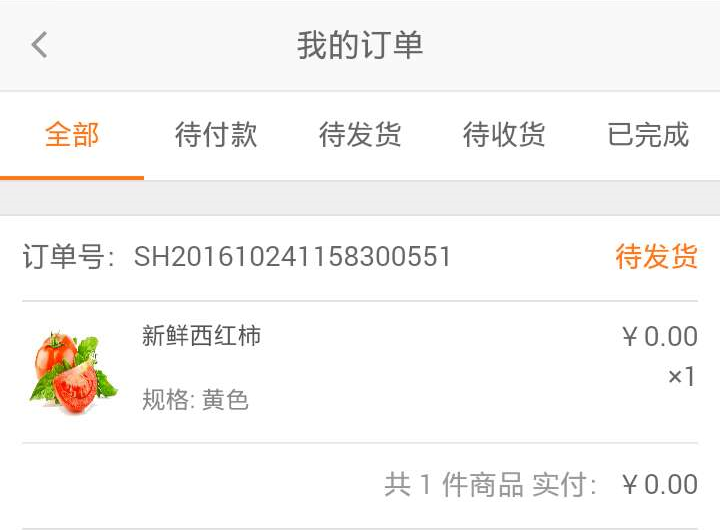 我的订单
全部 待付款 待发货 待收货 已完成
订单号: SH201610241158300551 待发货
新鲜西红柿 ￥0.00
×1
规格: 黄色
共 1 件商品 实付: ￥0.00